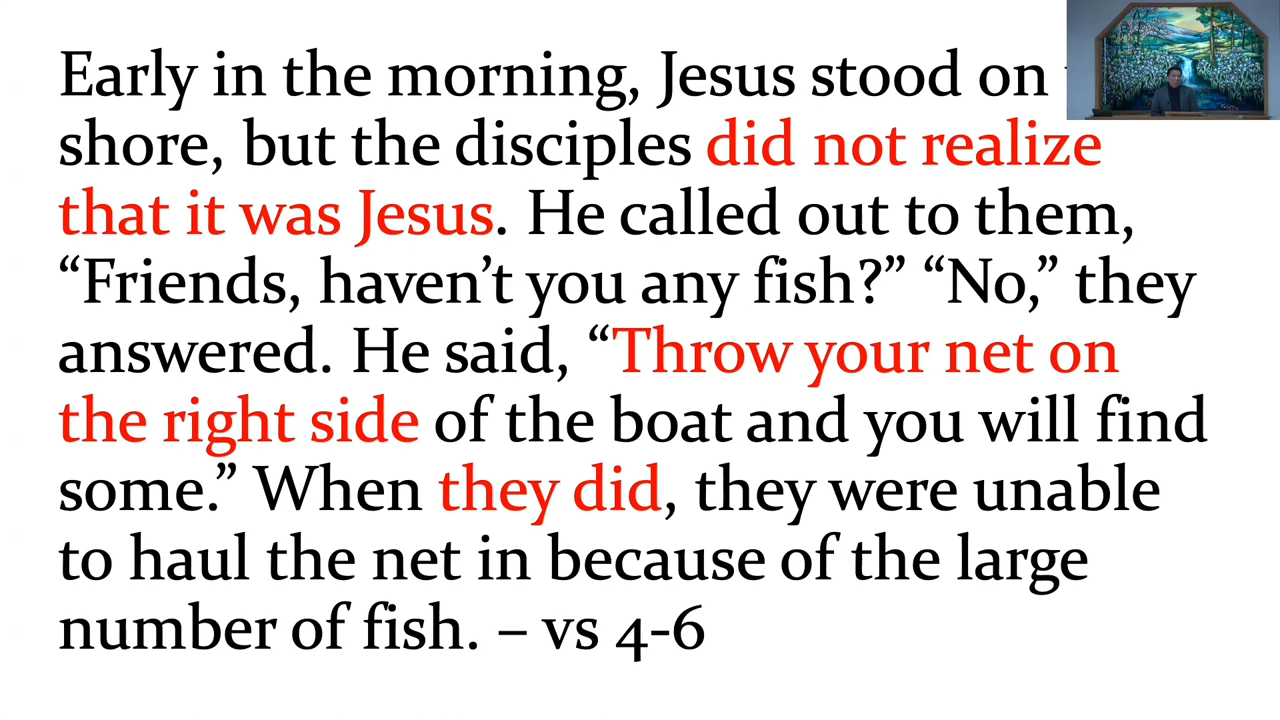 Early in the morning, Jesus stood on
shore, but the disciples did not realize
that it was Jesus. He called out to them,
“Friends, haven’t you any fish?” “No,” they
answered. He said, “Throw your net on
the right side of the boat and you will find
some.” When they did, they were unable
to haul the net in because of the large
number of fish. – vs 4-6